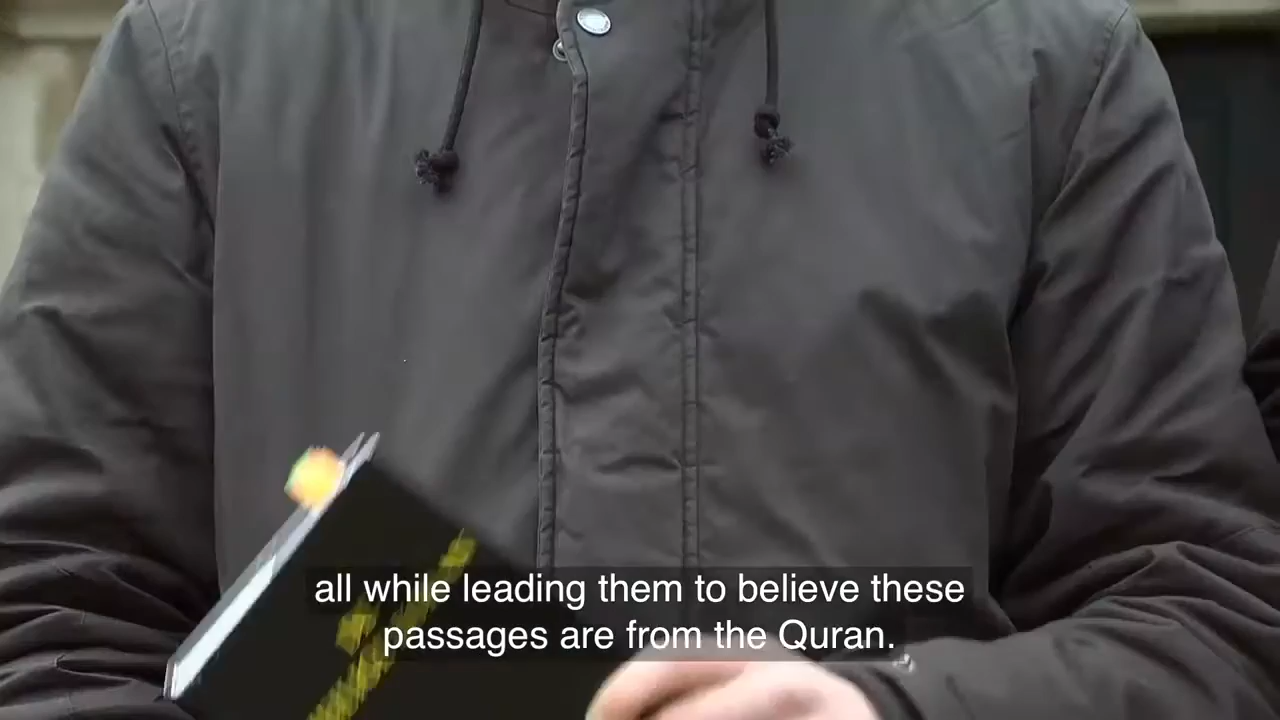 all while leading them to believe these
passages are from the Quran.